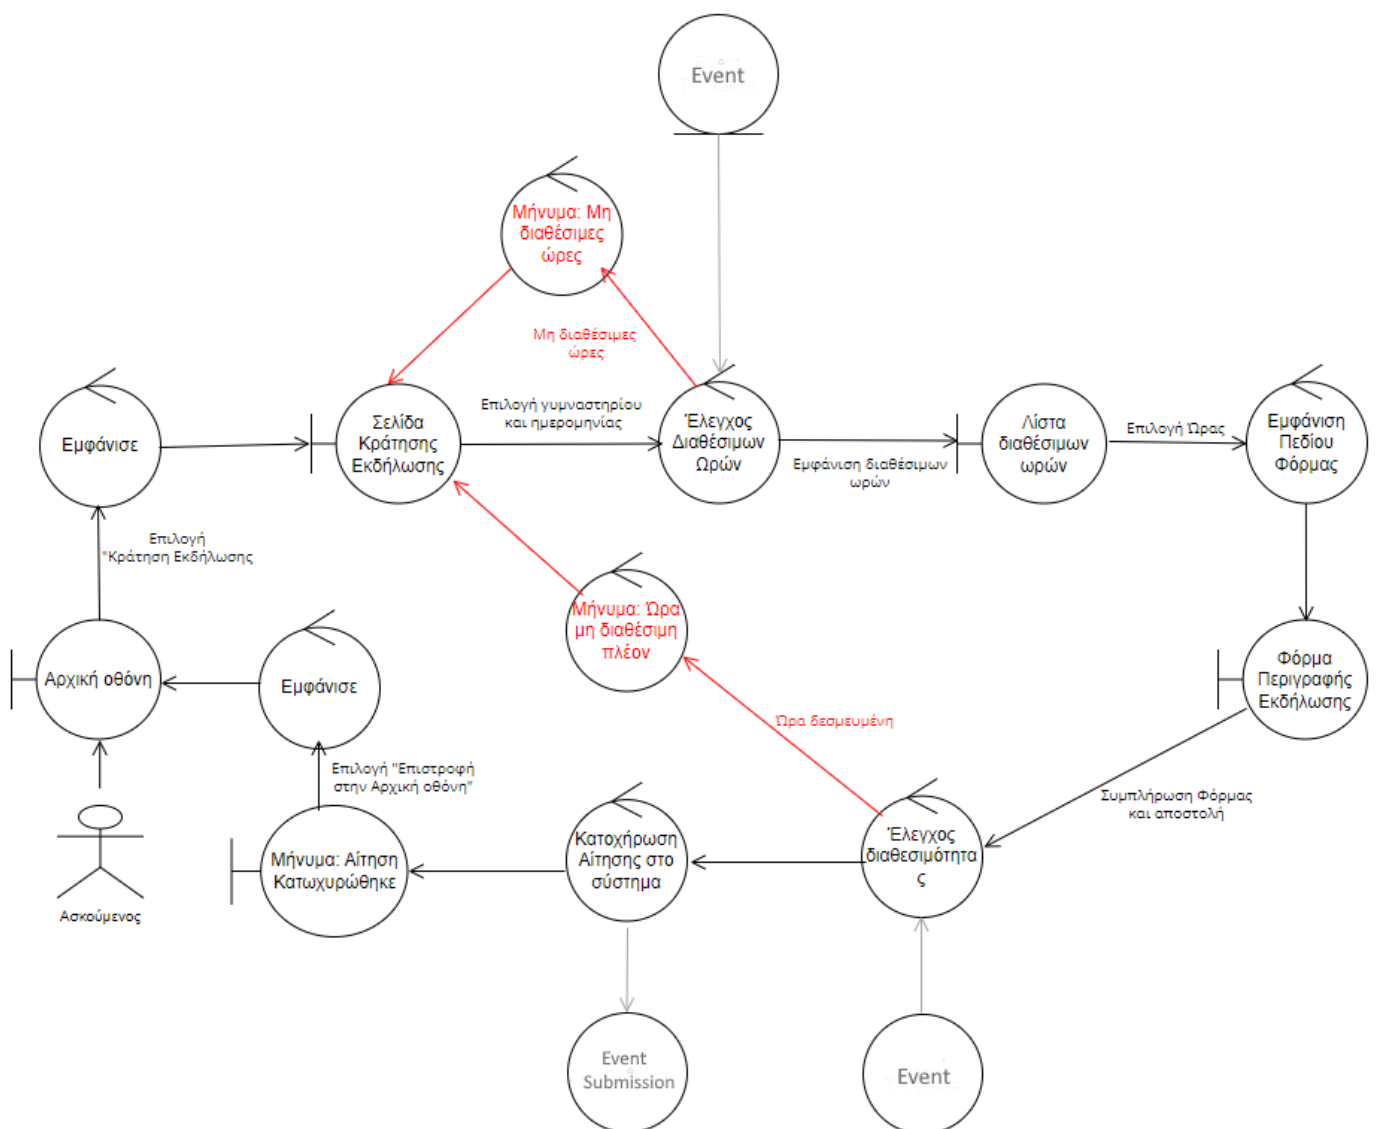 Event
Μήνυμα: Μη
διαθέσιμες
ώρες
Μη διαθέσιμες
ώρες
Εμφάνισε
Σελίδα
Κράτησης
Εκδήλωσης
Επιλογή γυμναστηρίου
και ημερομηνίας
Έλεγχος
Διαθέσιμων
Ωρών
Εμφάνιση διαθέσιμων
ωρών
Λίστα
διαθέσιμων
ωρών
Επιλογή Ώρας
Εμφάνιση
Πεδίου
Φόρμας
Επιλογή
"Κράτηση Εκδήλωσης
Μήνυμα: Ώρα
μη διαθέσιμη
πλέον
Αρχική οθόνη
Εμφάνισε
Φόρμα
Περιγραφής
Εκδήλωσης
Ώρα δεσμευμένη
Επιλογή "Επιστροφή
στην Αρχική οθόνη"
Συμπλήρωση Φόρμας
και αποστολή
Ασκούμενος
Μήνυμα: Αίτηση
Κατωχυρώθηκε
Κατοχήρωση
Αίτησης στο
σύστημα
Έλεγχος
διαθεσιμότητα
ς
Event
Submission
Event